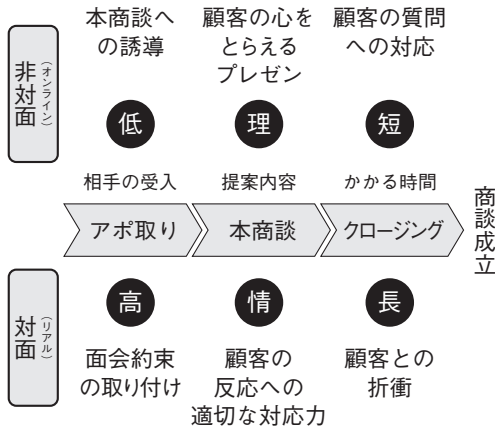 非対面（オンライン）
本商談へ
の誘導
顧客の心を
とらえる
プレゼン
顧客の質問
への対応
低
理
短
相手の受入
提案内容
かかる時間
アポ取り
本商談
クロージング
商談成立
高
情
長
対面（リアル）
面会約束
の取り付け
顧客の
反応への
適切な対応力
顧客との
折衝